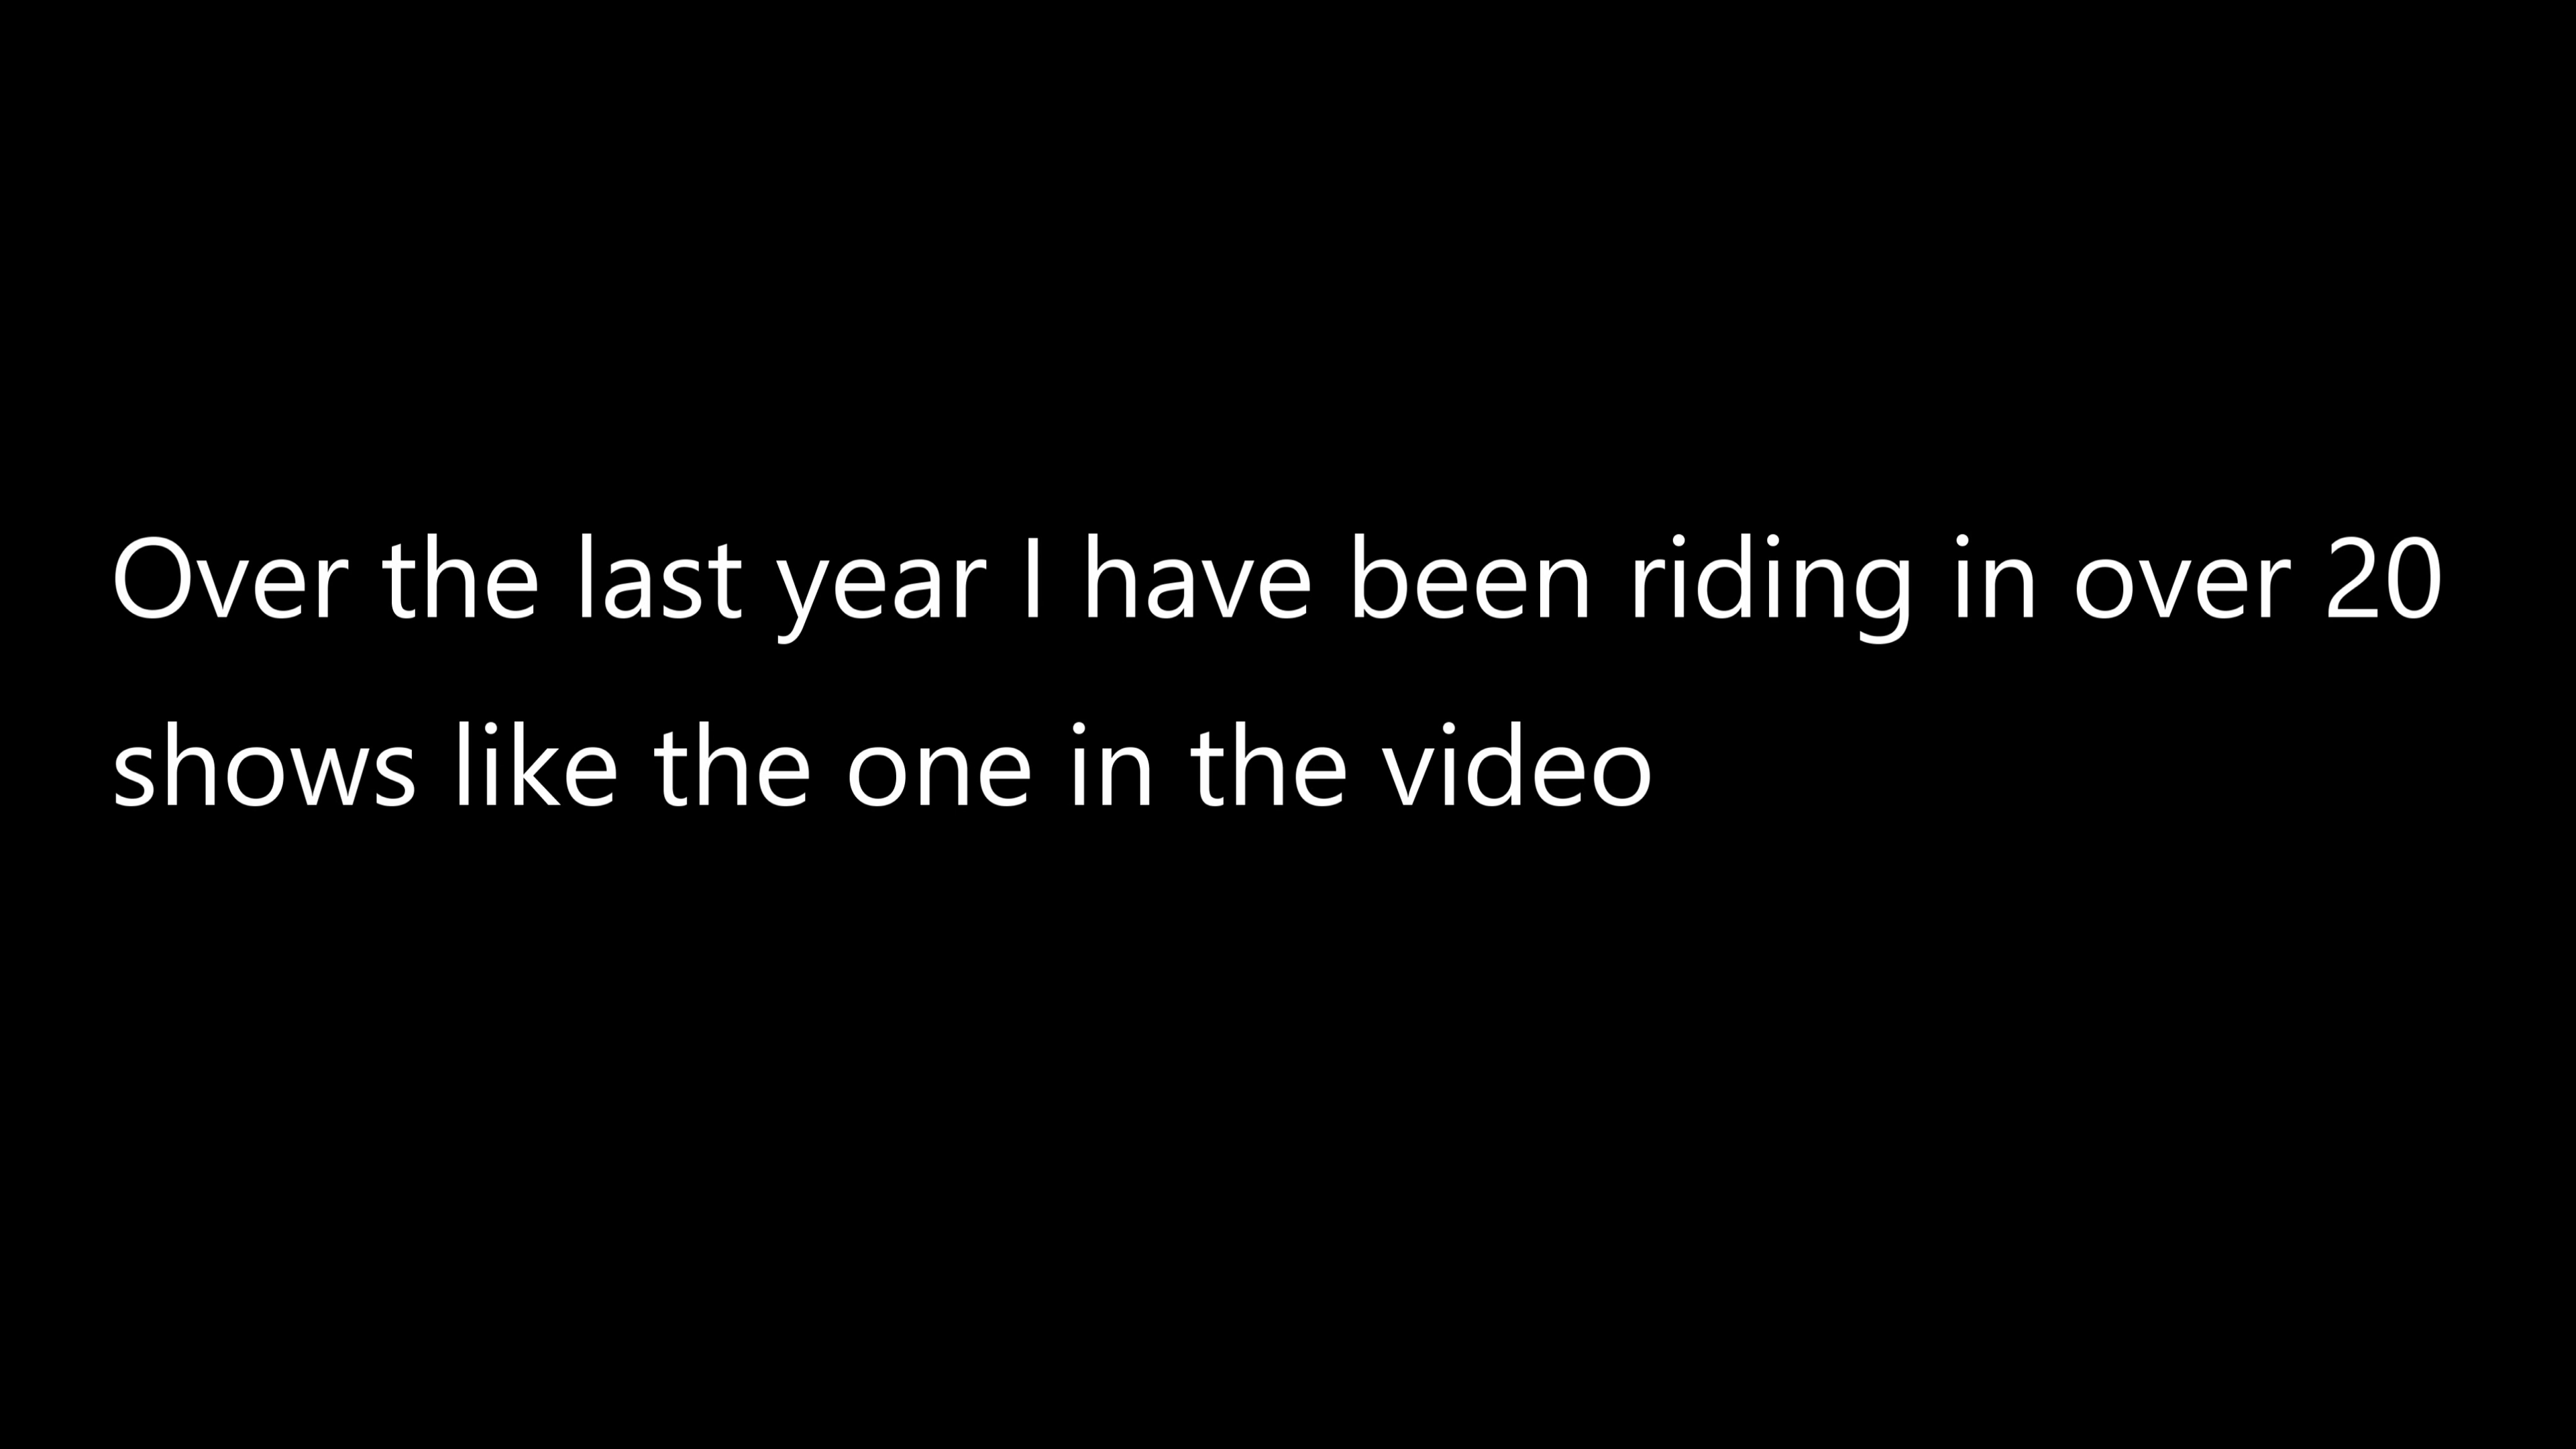 Over the last year I have been riding in over 20
shows like the one in the video